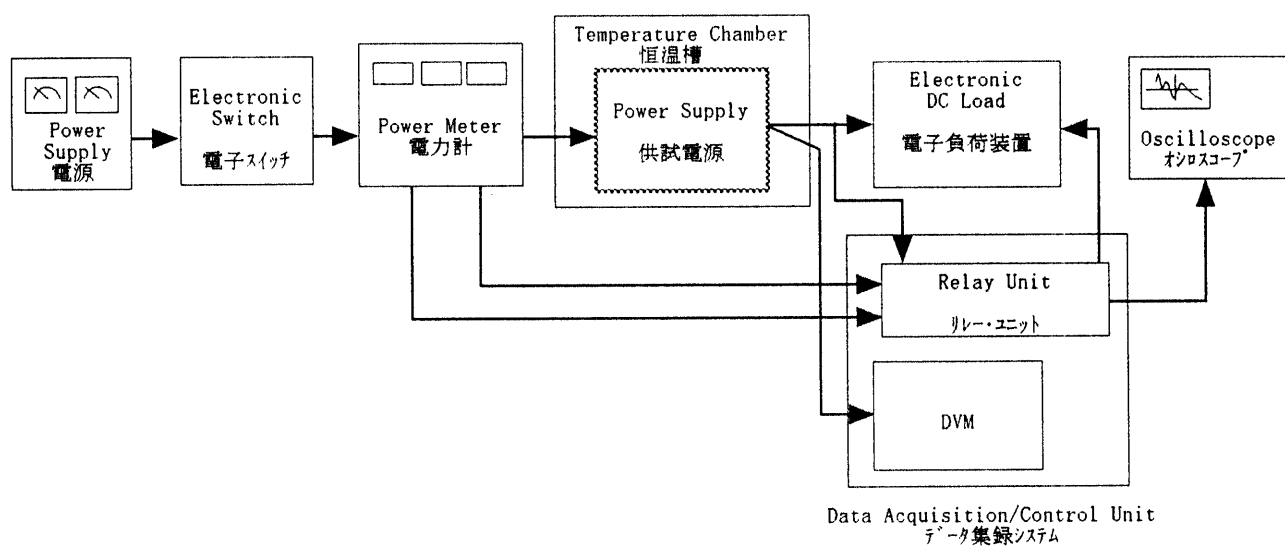 Power
Supply
電源
Electronic
Switch
電子スイッチ
Power Meter
電力計
Temperature Chamber
恒温槽
Power Supply
供試電源
Electronic
DC Load
電子負荷装置
Oscilloscope
オシロスコープ
Relay Unit
リレー・ユニット
DVM
Data Acquisition/Control Unit
データ集録システム